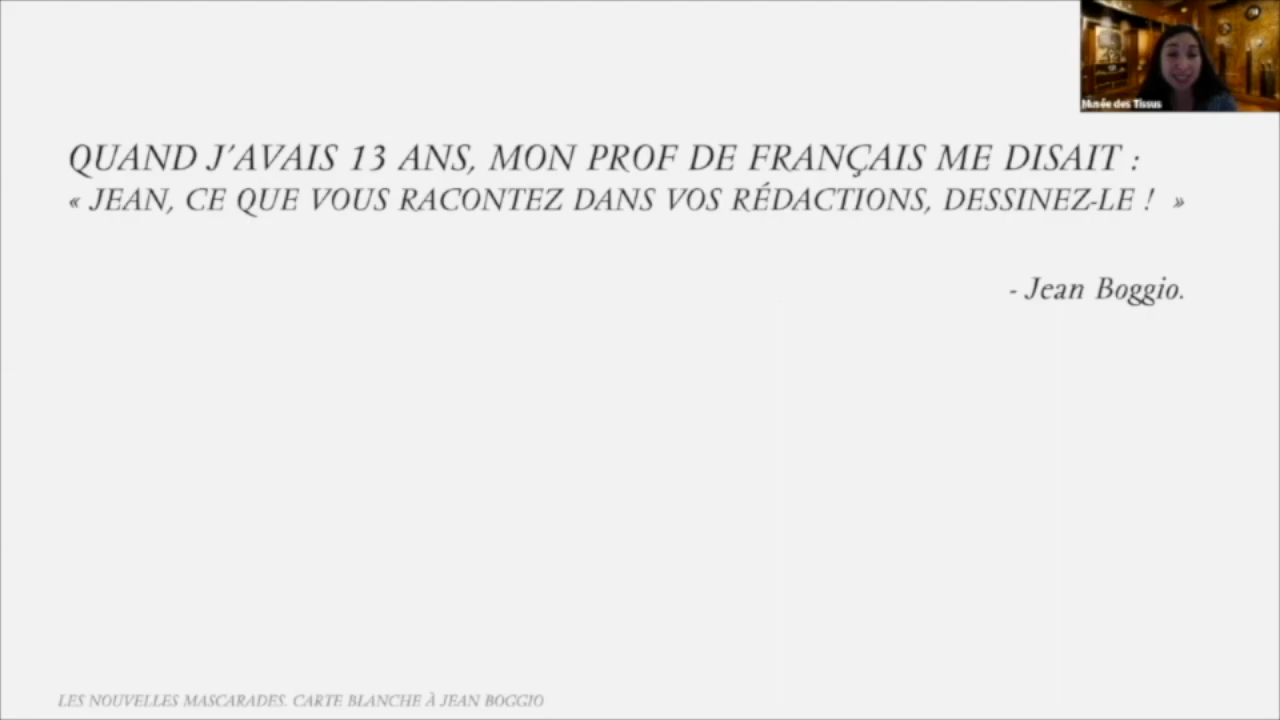 Musée des Tissus
QUAND J'AVAIS 13 ANS, MON PROF DE FRANÇAIS ME DISAIT :
« JEAN, CE QUE VOUS RACONTEZ DANS VOS RÉDACTIONS, DESSINEZ-LE ! »
- Jean Boggio.
LES NOUVELLES MASCARADES. CARTE BLANCHE À JEAN BOGGIO